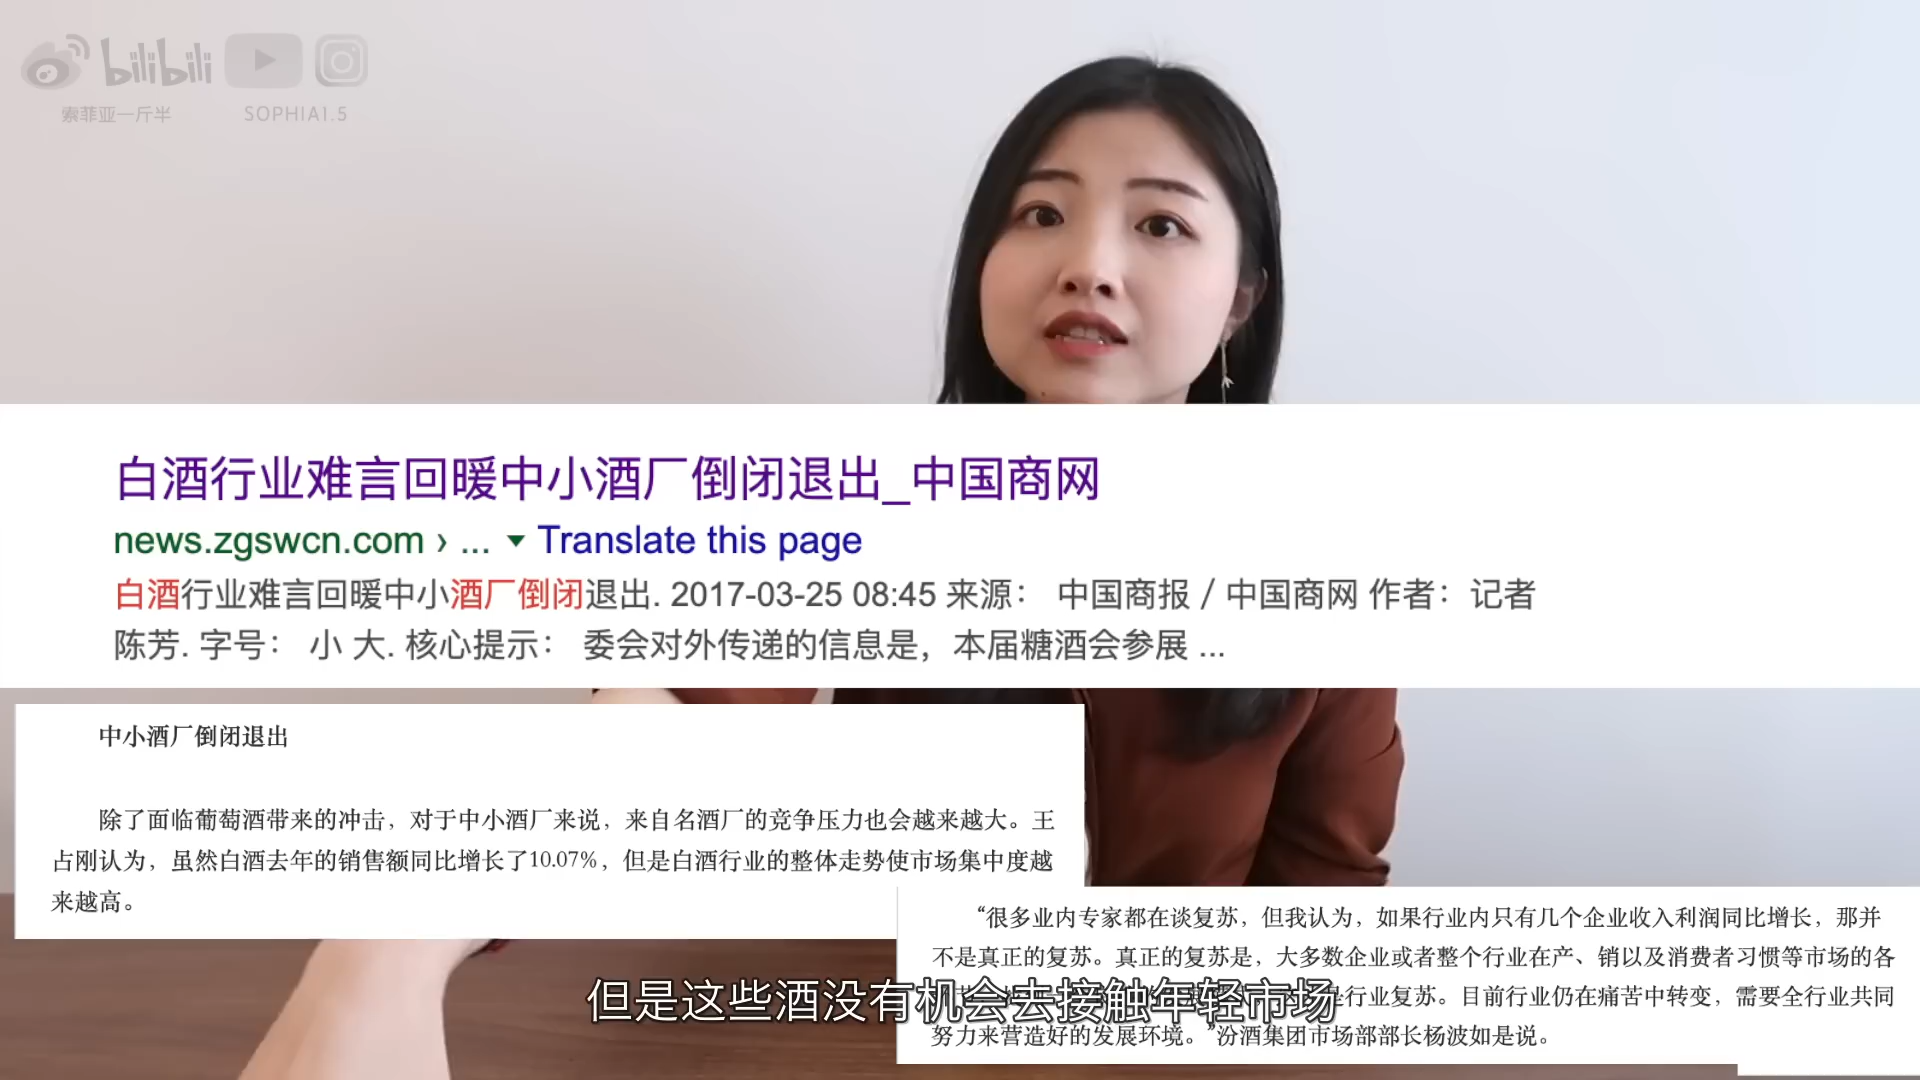 bilibili
索菲亚一斤半
SOPHIA1.5
白酒行业难言回暖中小酒厂倒闭退出_中国商网
news.zgswcn.com › ... ▼ Translate this page
白酒行业难言回暖中小酒厂倒闭退出. 2017-03-25 08:45 来源： 中国商报 / 中国商网 作者：记者
陈芳. 字号： 小 大. 核心提示： 委会对外传递的信息是，本届糖酒会参展 ...
中小酒厂倒闭退出
除了面临葡萄酒带来的冲击，对于中小酒厂来说，来自名酒厂的竞争压力也会越来越大。王
占刚认为，虽然白酒去年的销售额同比增长了10.07%，但是白酒行业的整体走势使市场集中度越
来越高。
“很多业内专家都在谈复苏，但我认为，如果行业内只有几个企业收入利润同比增长，那并
不是真正的复苏。真正的复苏是，大多数企业或者整个行业在产、销以及消费者习惯等市场的各
是行业复苏。目前行业仍在痛苦中转变，需要全行业共同
努力来营造好的发展环境。”汾酒集团市场部部长杨波如是说。
但是这些酒没有机会去接触年轻市场